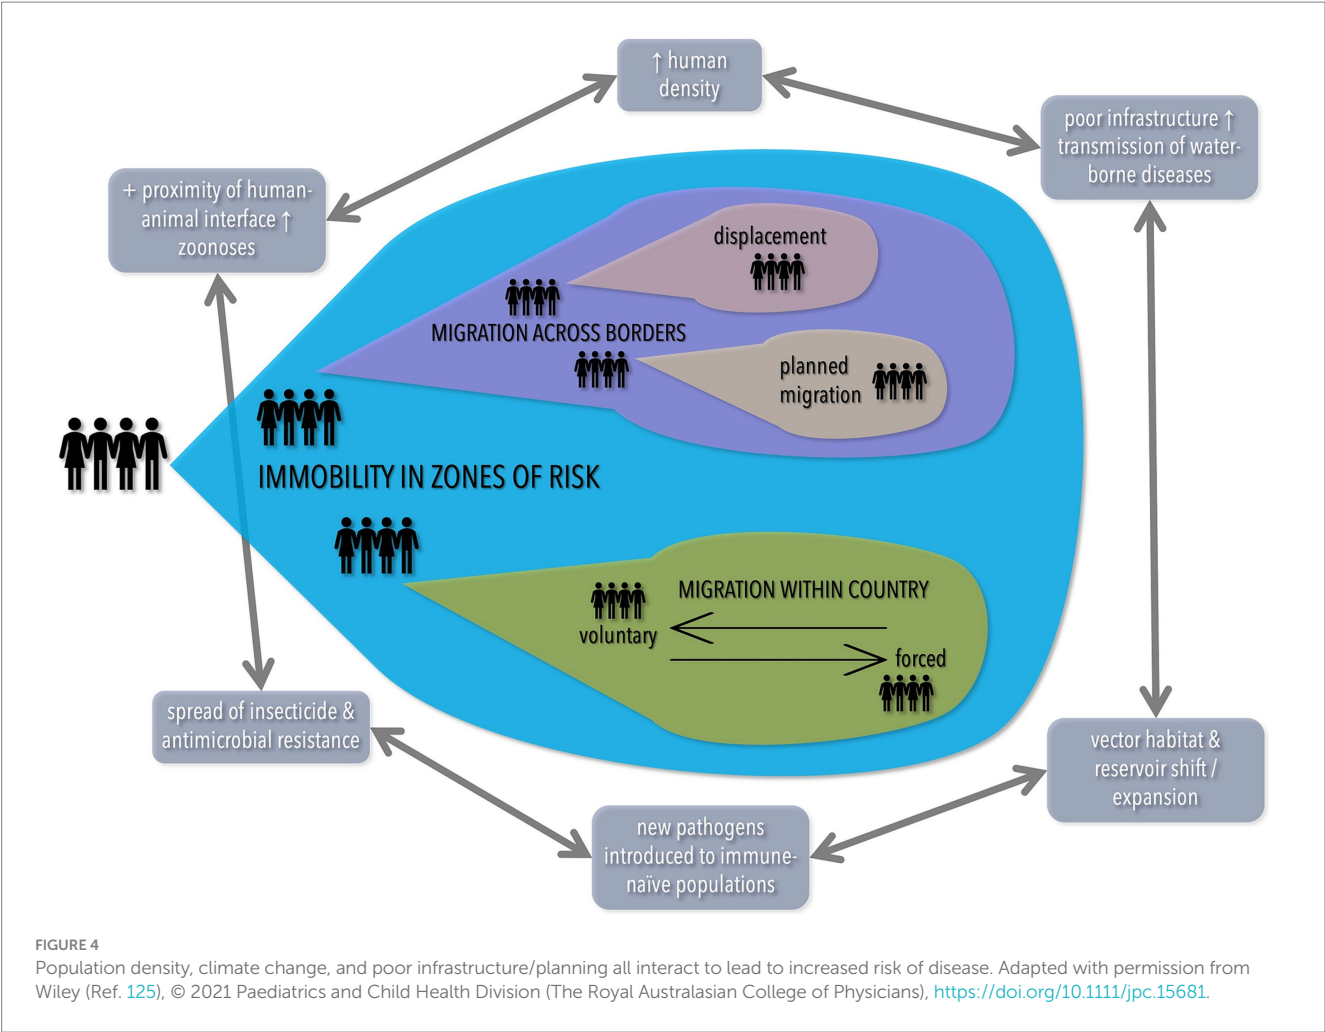 ↑ human
density
poor infrastructure ↑
transmission of water-
borne diseases
+ proximity of human-
animal interface ↑
zoonoses
displacement
MIGRATION ACROSS BORDERS
planned
migration
IMMOBILITY IN ZONES OF RISK
MIGRATION WITHIN COUNTRY
voluntary
forced
spread of insecticide &
antimicrobial resistance
vector habitat &
reservoir shift /
expansion
new pathogens
introduced to immune-
naïve populations
FIGURE 4
Population density, climate change, and poor infrastructure/planning all interact to lead to increased risk of disease. Adapted with permission from
Wiley (Ref. 125), © 2021 Paediatrics and Child Health Division (The Royal Australasian College of Physicians), https://doi.org/10.1111/jpc.15681.